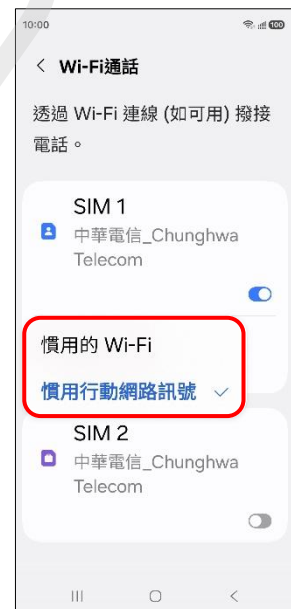 10:00
100
Wi-Fi通話
透過 Wi-Fi 連線 (如可用) 撥接
電話。
SIM 1
中華電信_Chunghwa
Telecom
慣用的 Wi-Fi
慣用行動網路訊號
SIM 2
中華電信_Chunghwa
Telecom